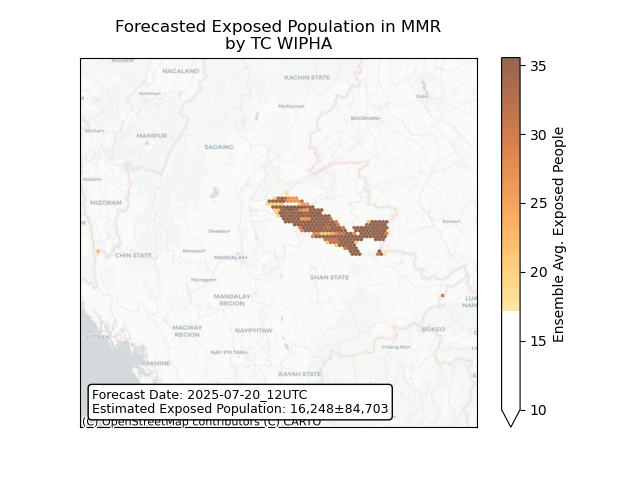 Forecasted Exposed Population in MMR
by TC WIPHA
ASSAM
NAGALAND
KACHIN STATE
Kohima•
Myitkyina•
Dali•
BAOSHAN•
MANIPUR
SAGAING
Aizawl•
MIZORAM
Shwebo•
CHIN STATE
Monywa•
MANDALAY•
SHAN STATE
Myingyan•
MANDALAY
REGION
LUA
NAM
MAGWAY
REGION
NAYPYITAW
BOKEO
SITTWE•
NAY PYI TAW•
Chiang Rai•
RAKHINE
KAYAH STATE
Forecast Date: 2025-07-20_12UTC
Estimated Exposed Population: 16,248±84,703
(C) OpenStreetMap contributors (C) CARTO
35
30
25
20
15
10
Ensemble Avg. Exposed People